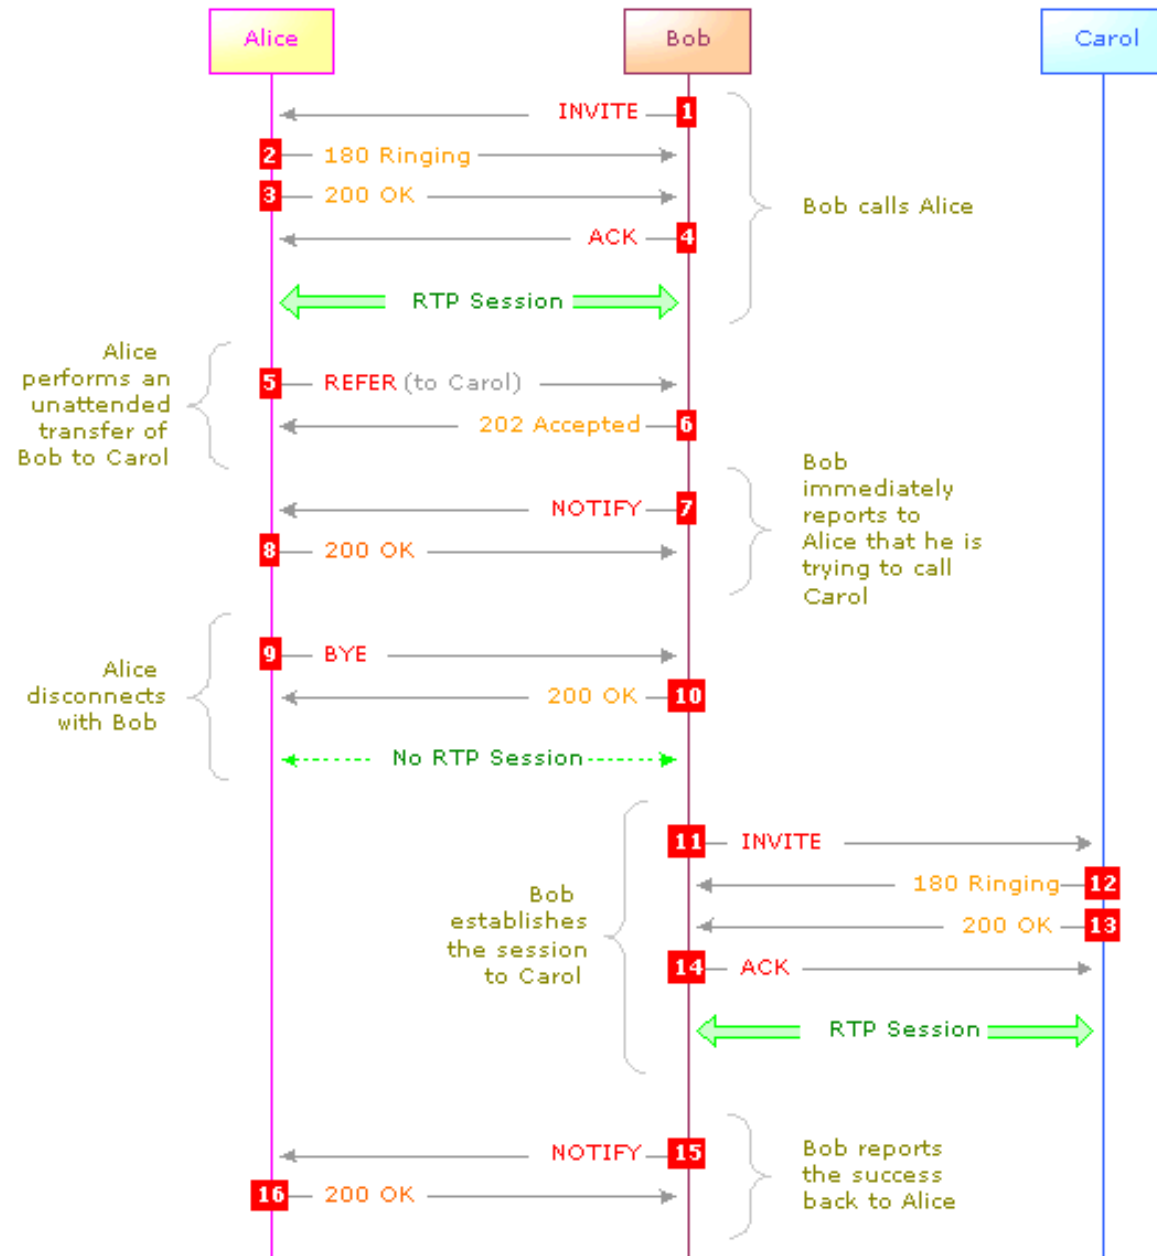 Alice
Bob
Carol
INVITE 1
2 180 Ringing
3 200 OK
ACK 4
Bob calls Alice
RTP Session
Alice
performs an
unattended
transfer of
Bob to Carol
5 REFER (to Carol)
202 Accepted 6
NOTIFY 7
8 200 OK
Bob
immediately
reports to
Alice that he is
trying to call
Carol
9 BYE
200 OK 10
Alice
disconnects
with Bob
No RTP Session
11 INVITE
180 Ringing 12
200 OK 13
14 ACK
Bob
establishes
the session
to Carol
RTP Session
NOTIFY 15
16 200 OK
Bob reports
the success
back to Alice